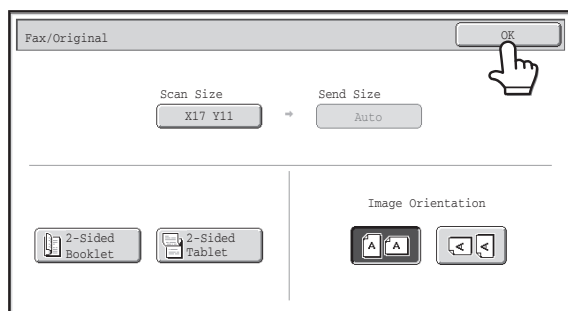 Fax/Original
OK
Scan Size
Send Size
X17 Y11
Auto
Image Orientation
2-Sided
Booklet
2-Sided
Tablet
A A
A A